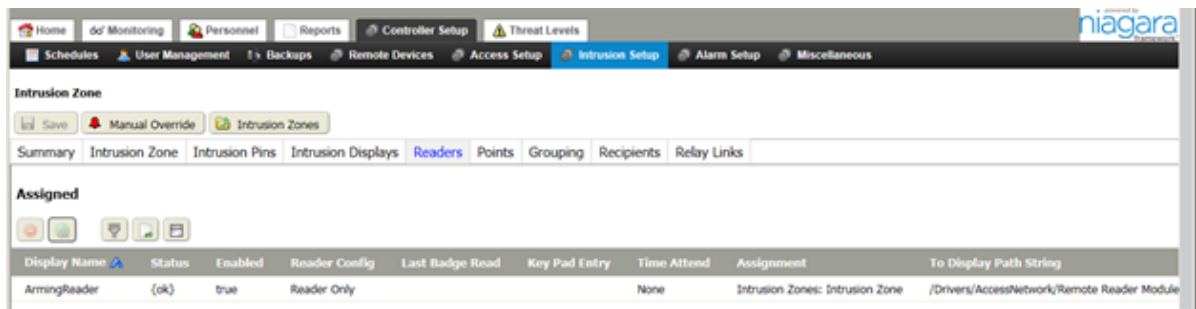 powered by
Home Monitoring Personnel Reports Controller Setup Threat Levels
niagara
framework
Schedules User Management Backups Remote Devices Access Setup Intrusion Setup Alarm Setup Miscellaneous
Intrusion Zone
Save Manual Override Intrusion Zones
Summary Intrusion Zone Intrusion Pins Intrusion Displays Readers Points Grouping Recipients Relay Links
Assigned
Display Name Status Enabled Reader Config Last Badge Read Key Pad Entry Time Attend Assignment To Display Path String
ArmingReader {ok} true Reader Only None Intrusion Zones: Intrusion Zone /Drivers/AccessNetwork/Remote Reader Module